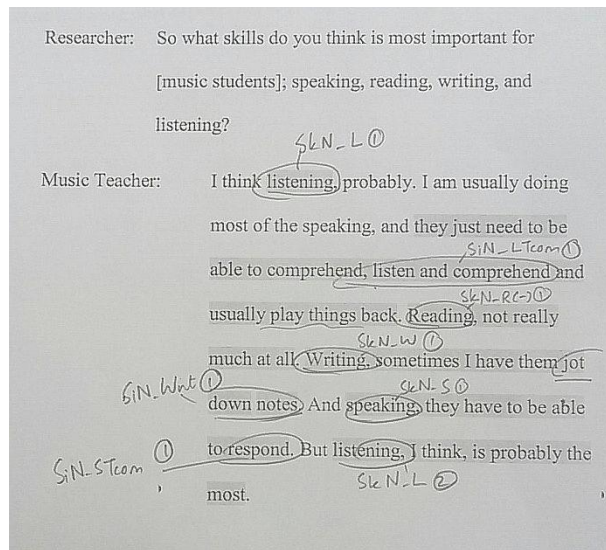 Researcher: So what skills do you think is most important for
[music students]; speaking, reading, writing, and
listening?
SkN_L ①
Music Teacher: I think listening, probably. I am usually doing
most of the speaking, and they just need to be
SiN_LTcom ①
able to comprehend, listen and comprehend and
SkN_R(-) ①
usually play things back. Reading, not really
SkN_W ①
much at all. Writing, sometimes I have them jot
SiN_Wnt ① SkN-S ①
down notes. And speaking, they have to be able
SiN_STcom ① to respond. But listening, I think, is probably the
SkN_L ②
most.